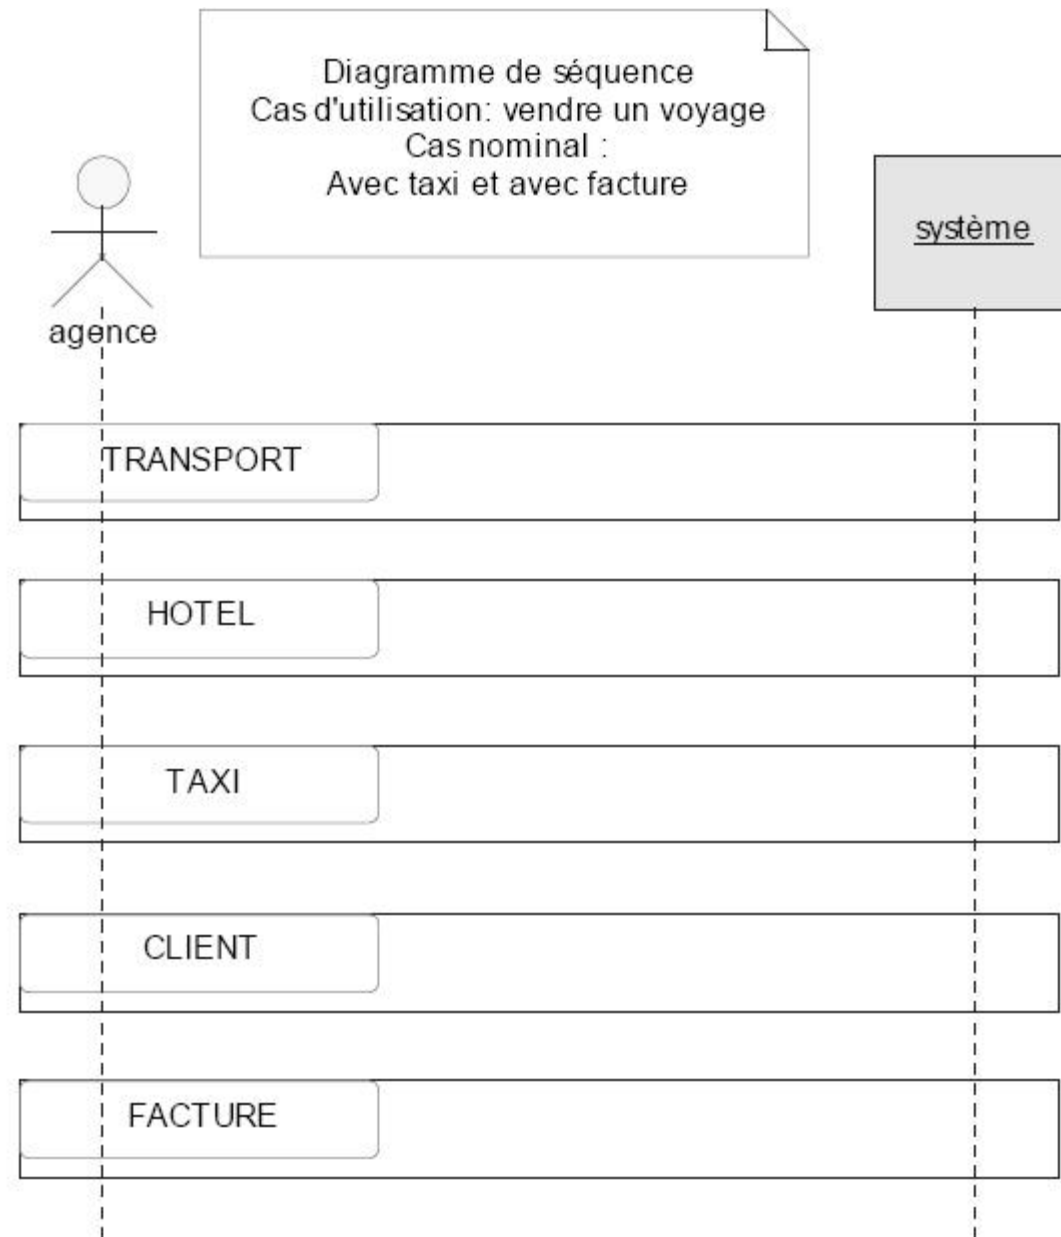 Diagramme de séquence
Cas d'utilisation: vendre un voyage
Cas nominal :
Avec taxi et avec facture
système
agence
TRANSPORT
HOTEL
TAXI
CLIENT
FACTURE